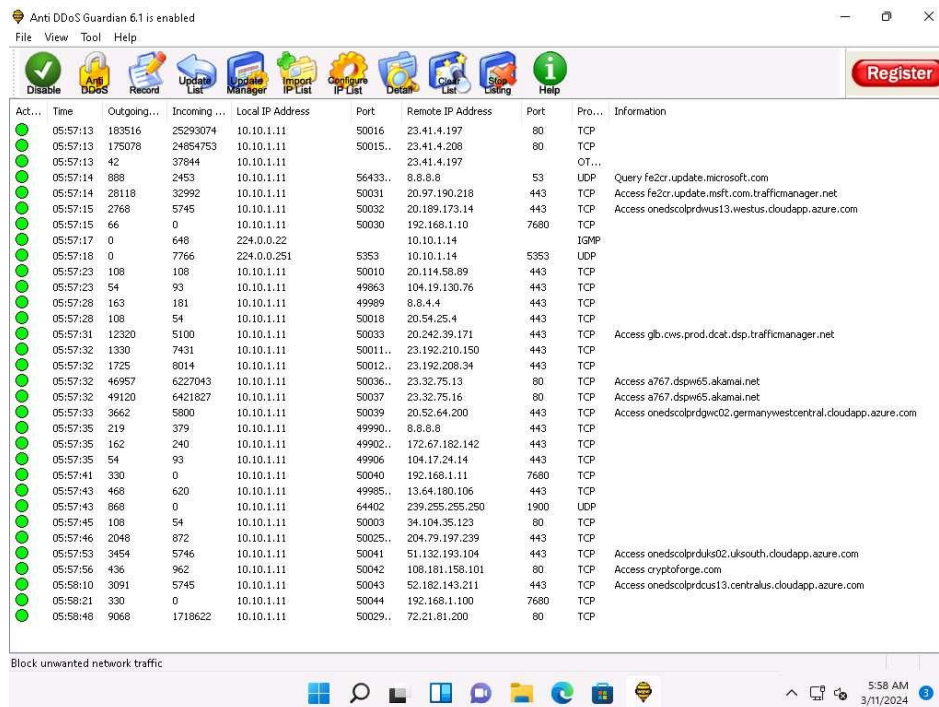 Anti DDoS Guardian 6.1 is enabled
File View Tool Help
Disable Anti DDoS Record Update List Update Manager Import IP List Configure IP List Detail Clear List Stop Listing Help Register
Act... Time Outgoing... Incoming ... Local IP Address Port Remote IP Address Port Pro... Information
05:57:13 183516 25293074 10.10.1.11 50016 23.41.4.197 80 TCP
05:57:13 175078 24854753 10.10.1.11 50015.. 23.41.4.208 80 TCP
05:57:13 42 37844 10.10.1.11 23.41.4.197 OT...
05:57:14 888 2453 10.10.1.11 56433.. 8.8.8.8 53 UDP Query fe2cr.update.microsoft.com
05:57:14 28118 32992 10.10.1.11 50031 20.97.190.218 443 TCP Access fe2cr.update.msft.com.trafficmanager.net
05:57:15 2768 5745 10.10.1.11 50032 20.189.173.14 443 TCP Access onedscolprdwus13.westus.cloudapp.azure.com
05:57:15 66 0 10.10.1.11 50030 192.168.1.10 7680 TCP
05:57:17 0 648 224.0.0.22 10.10.1.14 IGMP
05:57:18 0 7766 224.0.0.251 5353 10.10.1.14 5353 UDP
05:57:23 108 108 10.10.1.11 50010 20.114.58.89 443 TCP
05:57:23 54 93 10.10.1.11 49863 104.19.130.76 443 TCP
05:57:28 163 181 10.10.1.11 49989 8.8.4.4 443 TCP
05:57:28 108 54 10.10.1.11 50018 20.54.25.4 443 TCP
05:57:31 12320 5100 10.10.1.11 50033 20.242.39.171 443 TCP Access glb.cws.prod.dcat.dsp.trafficmanager.net
05:57:32 1330 7431 10.10.1.11 50011.. 23.192.210.150 443 TCP
05:57:32 1725 8014 10.10.1.11 50012.. 23.192.208.34 443 TCP
05:57:32 46957 6227043 10.10.1.11 50036.. 23.32.75.13 80 TCP Access a767.dspw65.akamai.net
05:57:32 49120 6421827 10.10.1.11 50037 23.32.75.16 80 TCP Access a767.dspw65.akamai.net
05:57:33 3662 5800 10.10.1.11 50039 20.52.64.200 443 TCP Access onedscolprdgwc02.germanywestcentral.cloudapp.azure.com
05:57:35 219 379 10.10.1.11 49990.. 8.8.8.8 443 TCP
05:57:35 162 240 10.10.1.11 49902.. 172.67.182.142 443 TCP
05:57:35 54 93 10.10.1.11 49906 104.17.24.14 443 TCP
05:57:41 330 0 10.10.1.11 50040 192.168.1.11 7680 TCP
05:57:43 468 620 10.10.1.11 49985.. 13.64.180.106 443 TCP
05:57:43 868 0 10.10.1.11 64402 239.255.255.250 1900 UDP
05:57:45 108 54 10.10.1.11 50003 34.104.35.123 80 TCP
05:57:46 2048 872 10.10.1.11 50025.. 204.79.197.239 443 TCP
05:57:53 3454 5746 10.10.1.11 50041 51.132.193.104 443 TCP Access onedscolprduks02.uksouth.cloudapp.azure.com
05:57:56 436 962 10.10.1.11 50042 108.181.158.101 80 TCP Access cryptoforge.com
05:58:10 3091 5745 10.10.1.11 50043 52.182.143.211 443 TCP Access onedscolprdcus13.centralus.cloudapp.azure.com
05:58:21 330 0 10.10.1.11 50044 192.168.1.100 7680 TCP
05:58:48 9068 1718622 10.10.1.11 50029.. 72.21.81.200 80 TCP
Block unwanted network traffic
5:58 AM
3/11/2024 3